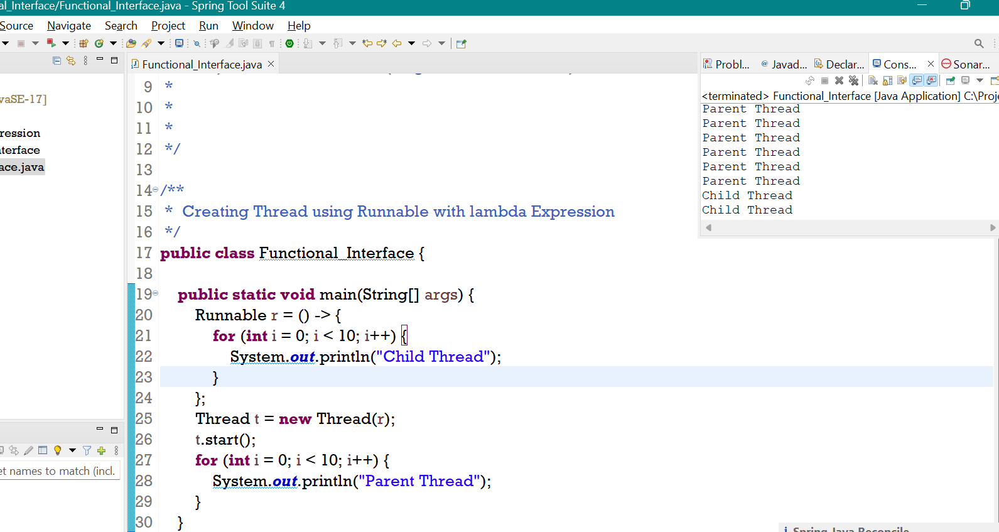 al_Interface/Functional_Interface.java - Spring Tool Suite 4
Source Navigate Search Project Run Window Help
Functional_Interface.java
Probl... Javad... Declar... Cons... Sonar...
<terminated> Functional_Interface [Java Application] C:\Proje
vaSE-17]
ression
nterface
ace.java
et names to match (incl.
9 *
10 *
11 *
12 */
13
14 /**
15 * Creating Thread using Runnable with lambda Expression
16 */
17 public class Functional_Interface {
18
19 public static void main(String[] args) {
20 Runnable r = () -> {
21 for (int i = 0; i < 10; i++) {
22 System.out.println("Child Thread");
23 }
24 };
25 Thread t = new Thread(r);
26 t.start();
27 for (int i = 0; i < 10; i++) {
28 System.out.println("Parent Thread");
29 }
30 }
Parent Thread
Parent Thread
Parent Thread
Parent Thread
Parent Thread
Parent Thread
Child Thread
Child Thread
Spring Java Reconcile